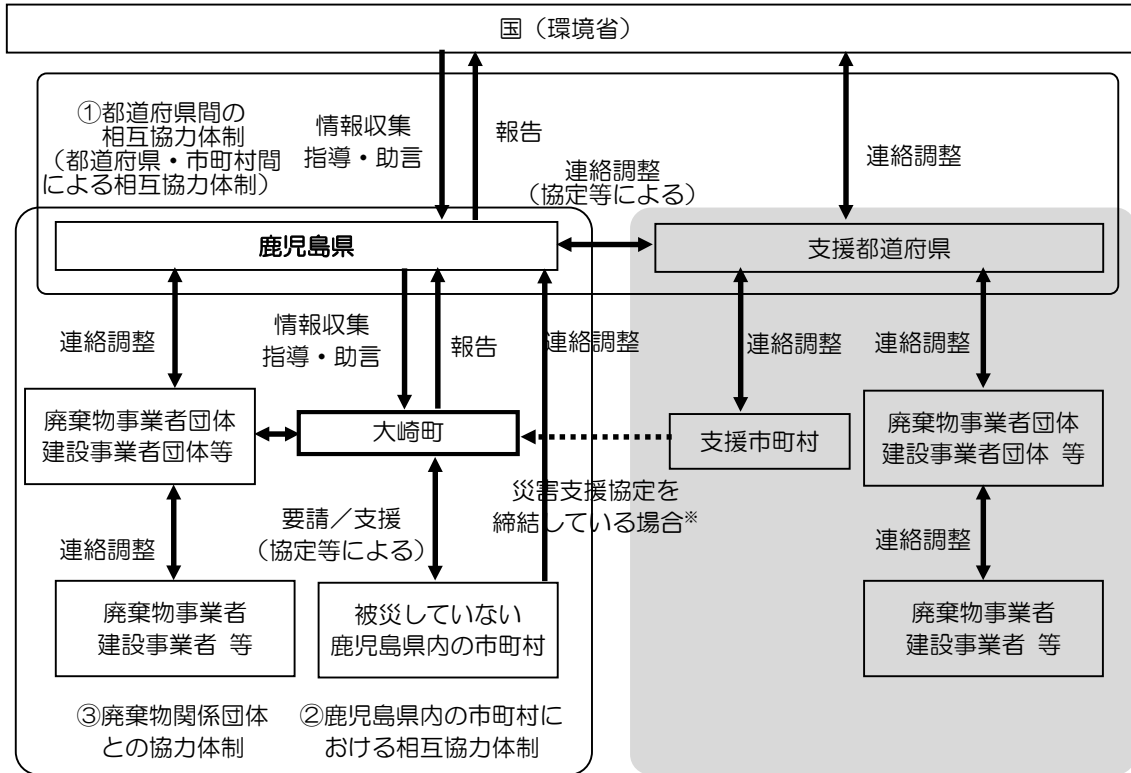 国（環境省）
①都道府県間の
相互協力体制
（都道府県・市町村間
による相互協力体制）
情報収集
指導・助言
報告
連絡調整
（協定等による）
連絡調整
鹿児島県
支援都道府県
連絡調整
情報収集
指導・助言
報告
連絡調整
連絡調整
連絡調整
廃棄物事業者団体
建設事業者団体等
大崎町
支援市町村
廃棄物事業者団体
建設事業者団体 等
災害支援協定を
締結している場合※
連絡調整
要請／支援
（協定等による）
連絡調整
廃棄物事業者
建設事業者 等
被災していない
鹿児島県内の市町村
廃棄物事業者
建設事業者 等
③廃棄物関係団体
との協力体制
②鹿児島県内の市町村に
おける相互協力体制